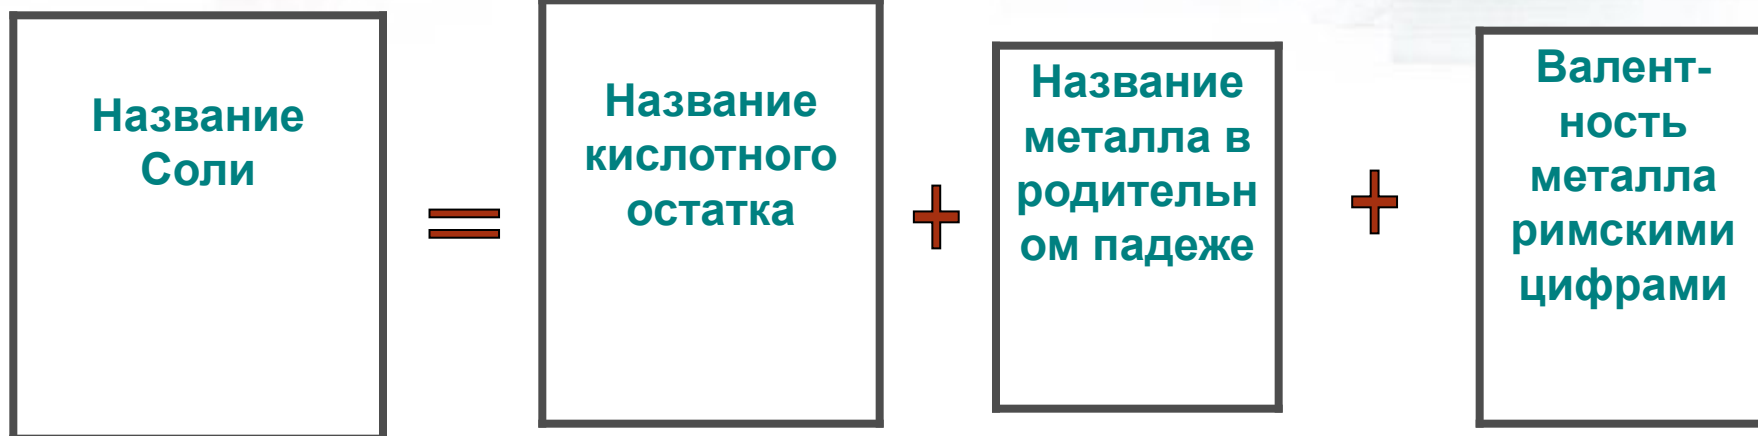 Название
Соли
=
Название
кислотного
остатка
+
Название
металла в
родительн
ом падеже
+
Валент-
ность
металла
римскими
цифрами